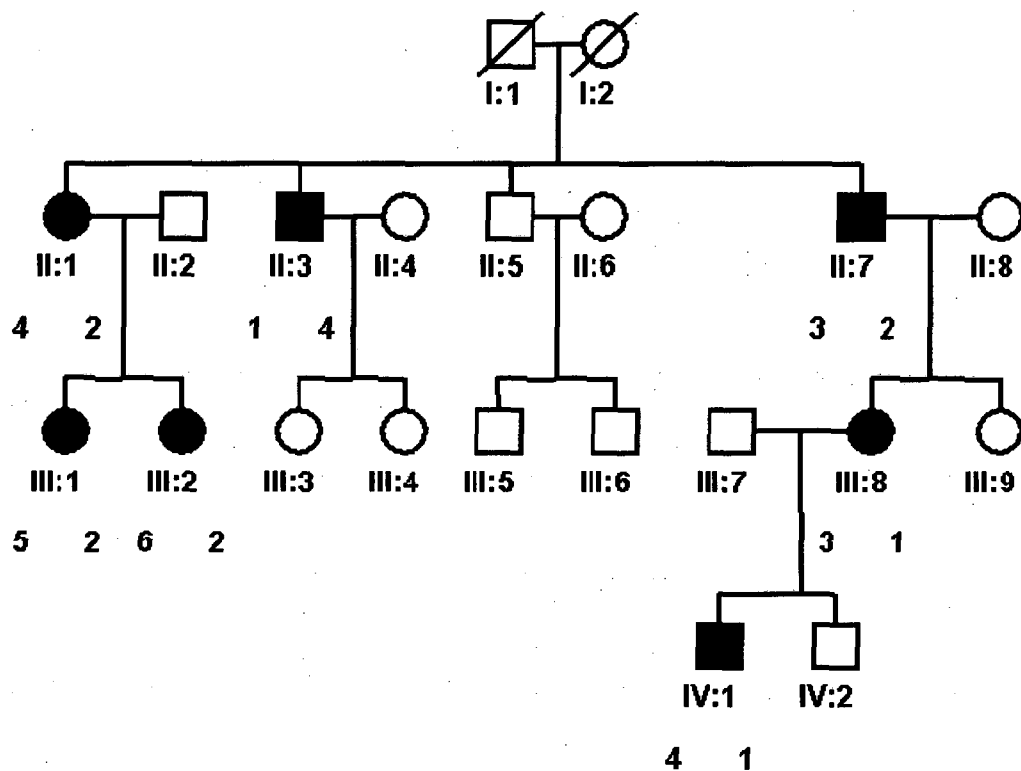 I:1 I:2
II:1 II:2 II:3 II:4 II:5 II:6 II:7 II:8
4 2 1 4 3 2
III:1 III:2 III:3 III:4 III:5 III:6 III:7 III:8 III:9
5 2 6 2 3 1
IV:1 IV:2
4 1